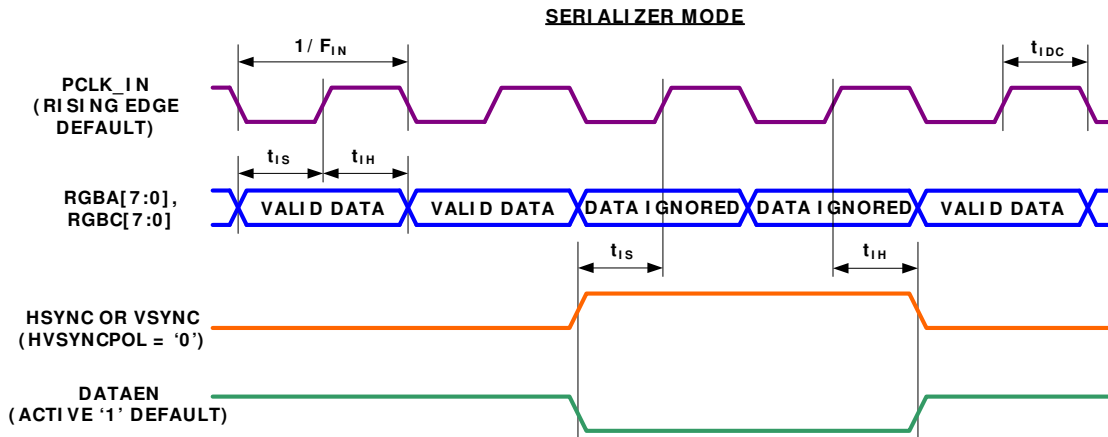 SERIALIZER MODE
1/ FIN
tIDC
PCLK_IN
(RISING EDGE
DEFAULT)
tIS
tIH
RGBA[7:0],
RGBC[7:0]
VALID DATA
VALID DATA
DATA IGNORED
DATA IGNORED
VALID DATA
tIS
tIH
HSYNC OR VSYNC
(HVSYNCPOL = ‘0’)
DATAEN
(ACTIVE ‘1’ DEFAULT)